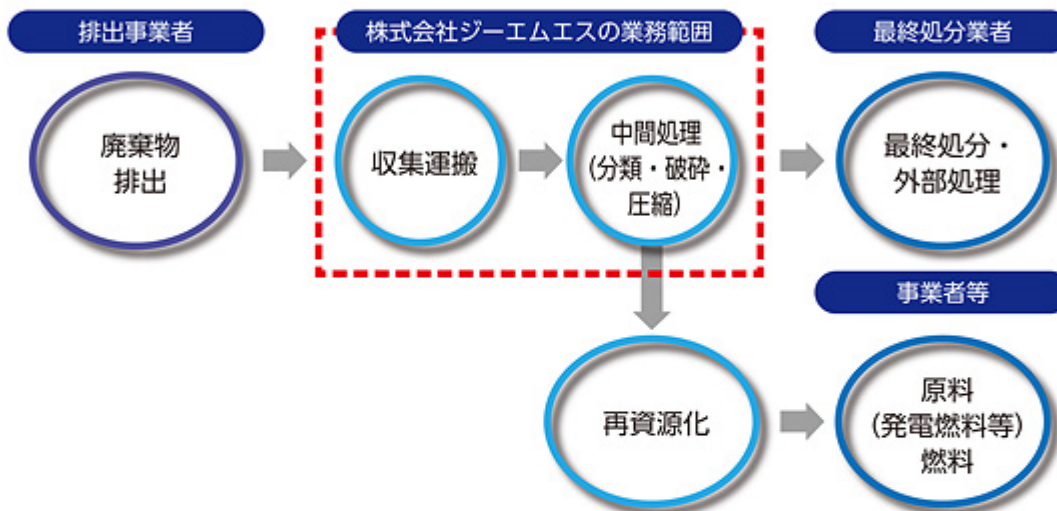 排出事業者
株式会社ジーエムエスの業務範囲
最終処分業者
廃棄物
排出
収集運搬
中間処理
(分類・破砕・
圧縮)
最終処分・
外部処理
事業者等
再資源化
原料
(発電燃料等)
燃料